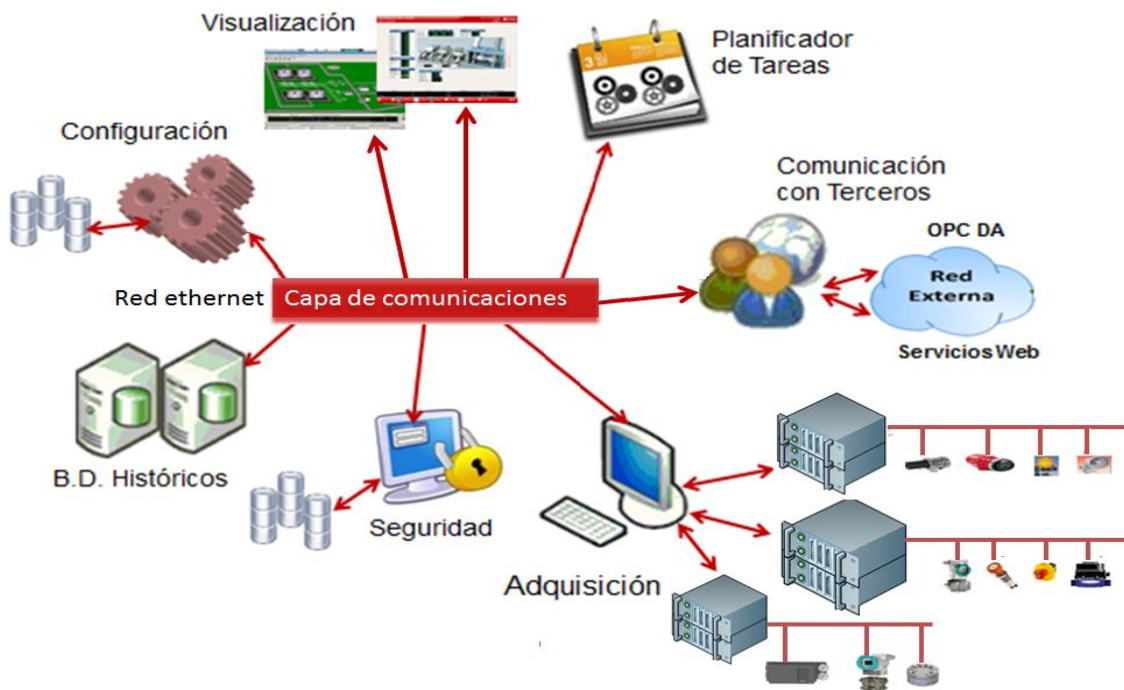 Visualización
Planificador
de Tareas
3
Configuración
Comunicación
con Terceros
OPC DA
Red
Externa
Servicios Web
Red ethernet
Capa de comunicaciones
B.D. Históricos
Seguridad
Adquisición